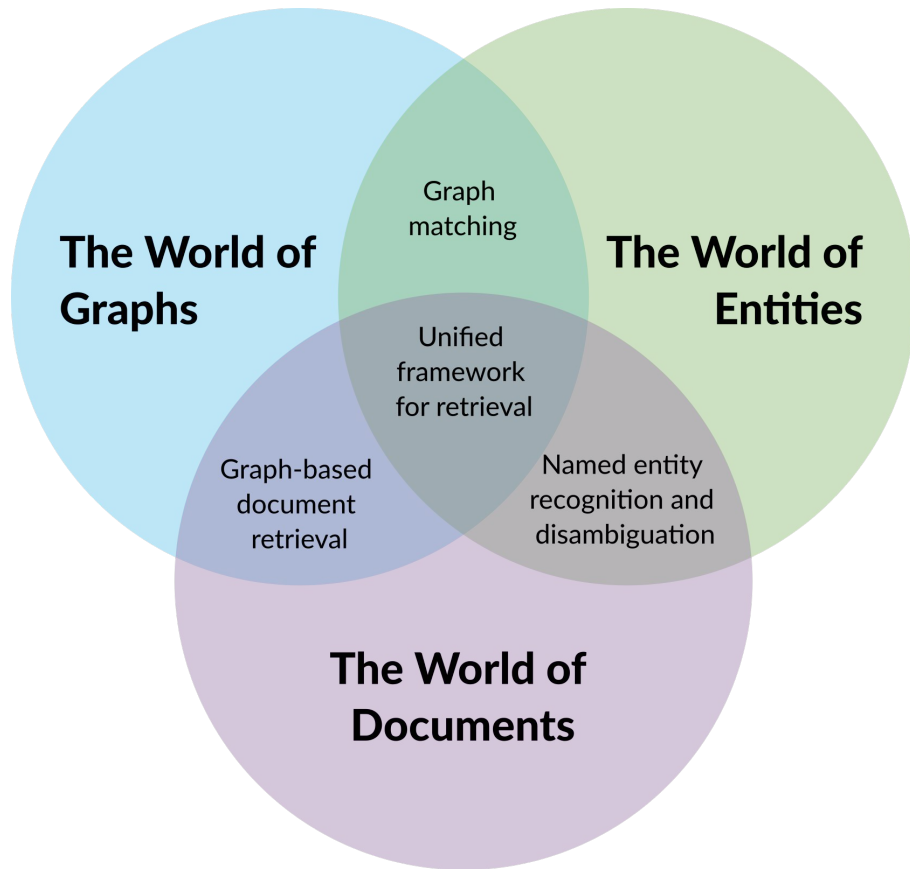 Graph
matching
The World of
Graphs
The World of
Entities
Unified
framework
for retrieval
Graph-based
document
retrieval
Named entity
recognition and
disambiguation
The World of
Documents